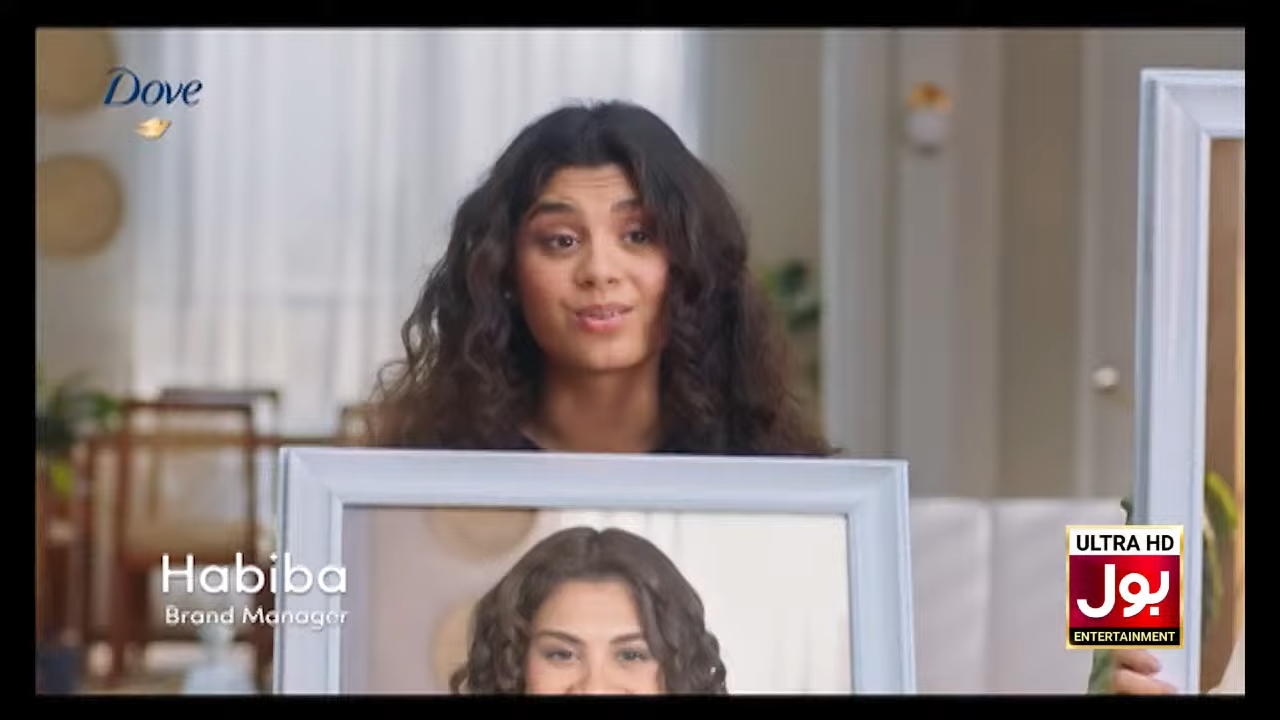 Dove
Habiba
Brand Manager
ULTRA HD
بول
ENTERTAINMENT